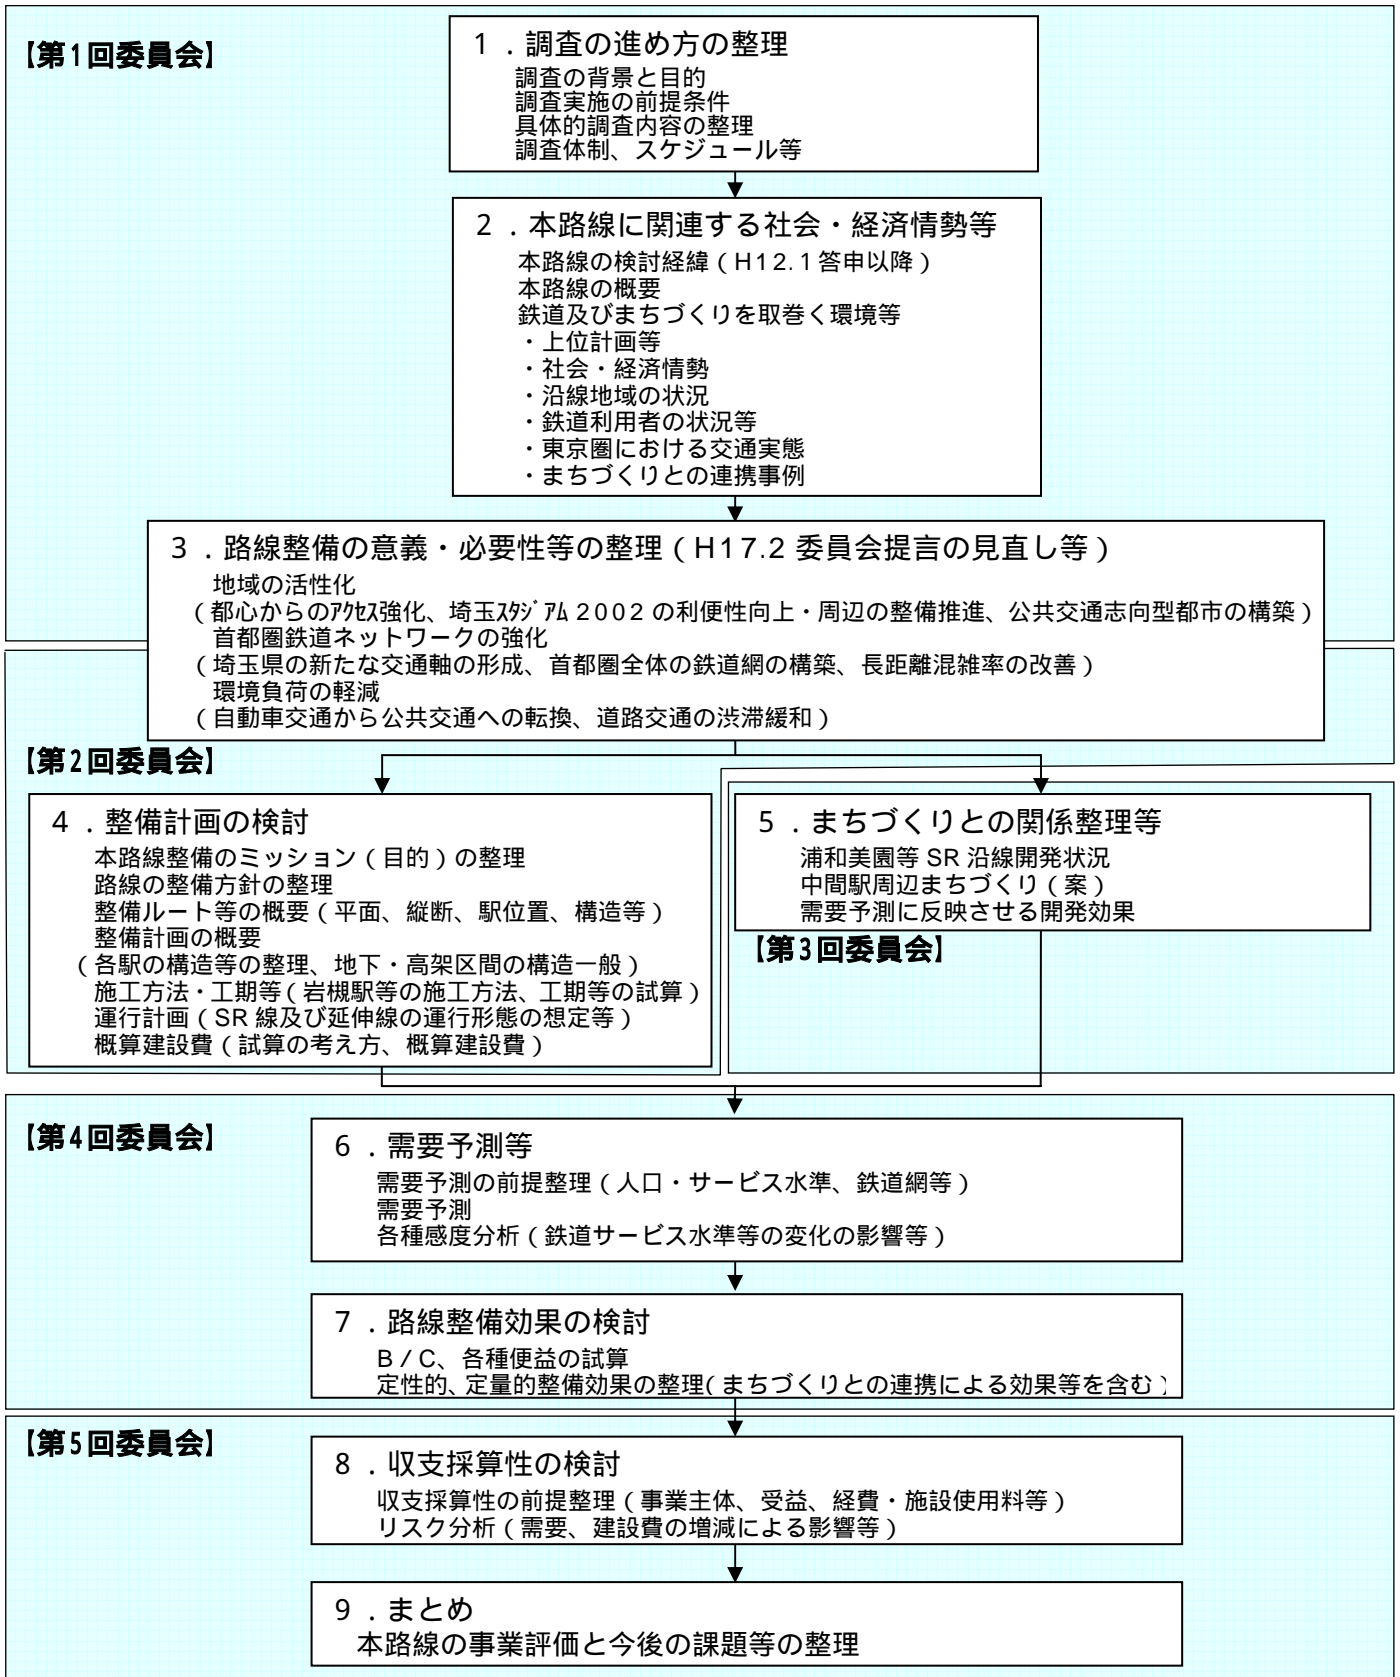 【第1回委員会】
１．調査の進め方の整理
調査の背景と目的
調査実施の前提条件
具体的調査内容の整理
調査体制、スケジュール等
２．本路線に関連する社会・経済情勢等
本路線の検討経緯（H12.1答申以降）
本路線の概要
鉄道及びまちづくりを取巻く環境等
・上位計画等
・社会・経済情勢
・沿線地域の状況
・鉄道利用者の状況等
・東京圏における交通実態
・まちづくりとの連携事例
３．路線整備の意義・必要性等の整理（H17.2委員会提言の見直し等）
地域の活性化
（都心からのｱｸｾｽ強化、埼玉ｽﾀｼﾞｱﾑ2002の利便性向上・周辺の整備推進、公共交通志向型都市の構築）
首都圏鉄道ネットワークの強化
（埼玉県の新たな交通軸の形成、首都圏全体の鉄道網の構築、長距離混雑率の改善）
環境負荷の軽減
（自動車交通から公共交通への転換、道路交通の渋滞緩和）
【第2回委員会】
４．整備計画の検討
本路線整備のミッション（目的）の整理
路線の整備方針の整理
整備ルート等の概要（平面、縦断、駅位置、構造等）
整備計画の概要
（各駅の構造等の整理、地下・高架区間の構造一般）
施工方法・工期等（岩槻駅等の施工方法、工期等の試算）
運行計画（SR線及び延伸線の運行形態の想定等）
概算建設費（試算の考え方、概算建設費）
５．まちづくりとの関係整理等
浦和美園等SR沿線開発状況
中間駅周辺まちづくり（案）
需要予測に反映させる開発効果
【第3回委員会】
【第4回委員会】
６．需要予測等
需要予測の前提整理（人口・サービス水準、鉄道網等）
需要予測
各種感度分析（鉄道サービス水準等の変化の影響等）
７．路線整備効果の検討
B／C、各種便益の試算
定性的、定量的整備効果の整理（まちづくりとの連携による効果等を含む）
【第5回委員会】
８．収支採算性の検討
収支採算性の前提整理（事業主体、受益、経費・施設使用料等）
リスク分析（需要、建設費の増減による影響等）
９．まとめ
本路線の事業評価と今後の課題等の整理